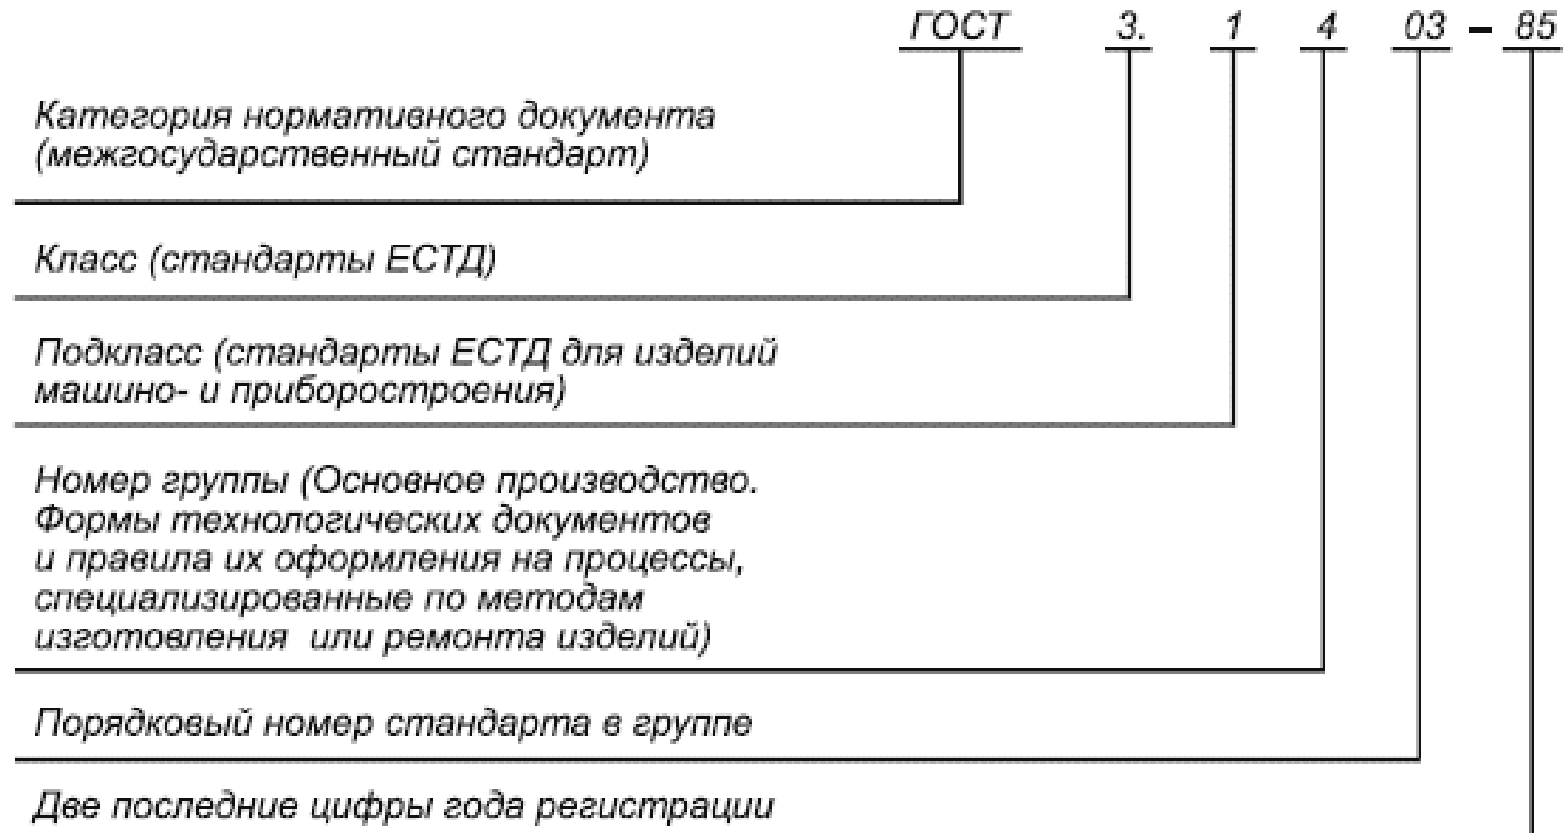 ГОСТ 3. 1 4 03 – 85
Категория нормативного документа
(межгосударственный стандарт)
Класс (стандарты ЕСТД)
Подкласс (стандарты ЕСТД для изделий
машино- и приборостроения)
Номер группы (Основное производство.
Формы технологических документов
и правила их оформления на процессы,
специализированные по методам
изготовления или ремонта изделий)
Порядковый номер стандарта в группе
Две последние цифры года регистрации